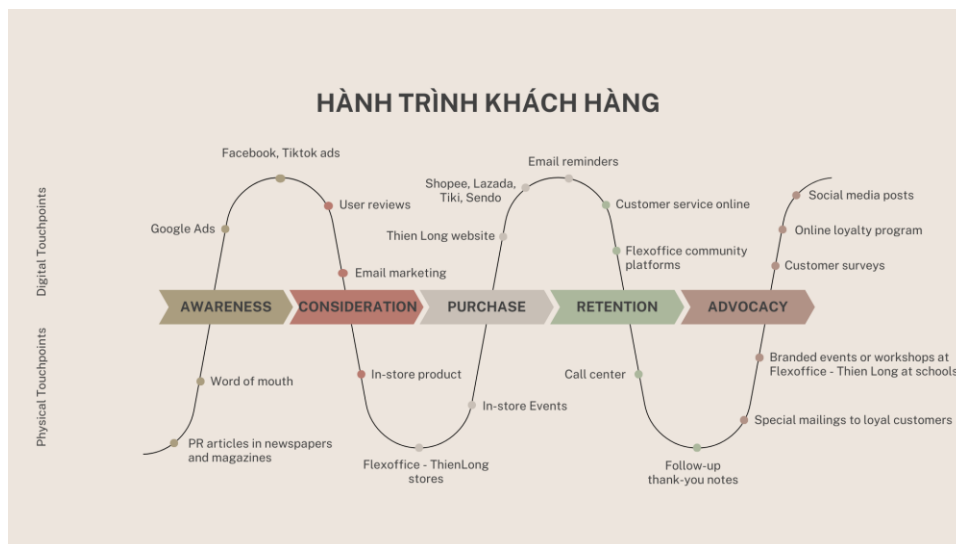 HÀNH TRÌNH KHÁCH HÀNG
Digital Touchpoints
Physical Touchpoints
Facebook, Tiktok ads
Google Ads
User reviews
Email marketing
Email reminders
Shopee, Lazada,
Tiki, Sendo
Thien Long website
Customer service online
Flexoffice community
platforms
Social media posts
Online loyalty program
Customer surveys
AWARENESS
CONSIDERATION
PURCHASE
RETENTION
ADVOCACY
Word of mouth
PR articles in newspapers
and magazines
In-store product
Flexoffice - ThienLong
stores
In-store Events
Call center
Follow-up
thank-you notes
Branded events or workshops at
Flexoffice - Thien Long at schools
Special mailings to loyal customers